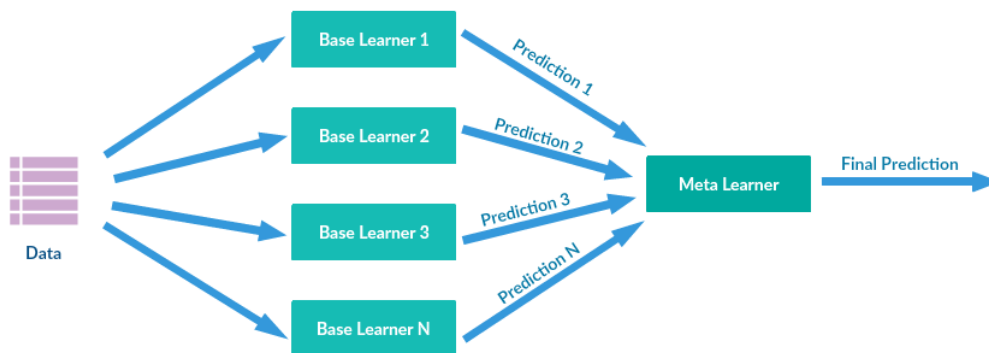 Data
Base Learner 1
Base Learner 2
Base Learner 3
Base Learner N
Prediction 1
Prediction 2
Prediction 3
Prediction N
Meta Learner
Final Prediction